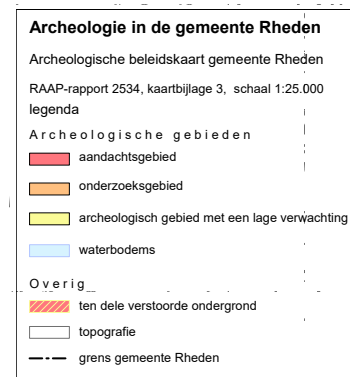 Archeologie in de gemeente Rheden
Archeologische beleidskaart gemeente Rheden
RAAP-rapport 2534, kaartbijlage 3, schaal 1:25.000
legenda
Archeologische gebieden
aandachtsgebied
onderzoeksgebied
archeologisch gebied met een lage verwachting
waterbodems
Overig
ten dele verstoorde ondergrond
topografie
grens gemeente Rheden